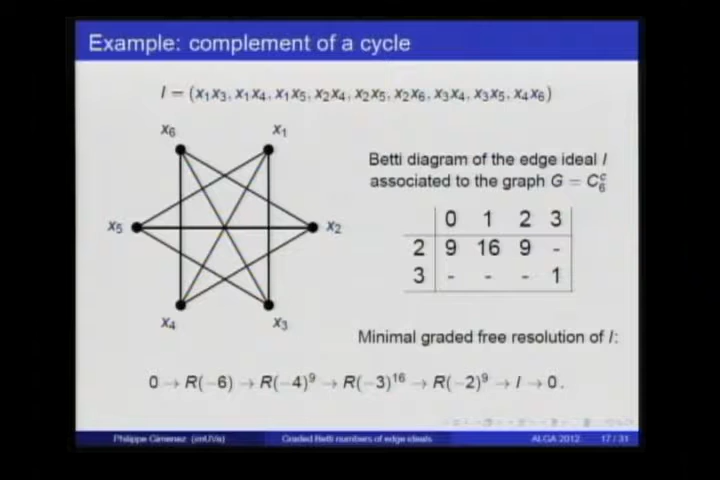 Example: complement of a cycle
I = (x1x3, x1x4, x1x5, x2x4, x2x5, x2x6, x3x4, x3x5, x4x6)
x6 x1
x5 x2
x4 x3
Betti diagram of the edge ideal I
associated to the graph G = C₆ᶜ
0 1 2 3
2 9 16 9 -
3 - - - 1
Minimal graded free resolution of I:
0 → R(−6) → R(−4)⁹ → R(−3)¹⁶ → R(−2)⁹ → I → 0.
Philippe Gimenez (imUVa) Graded Betti numbers of edge ideals ALGA 2012 17 / 31